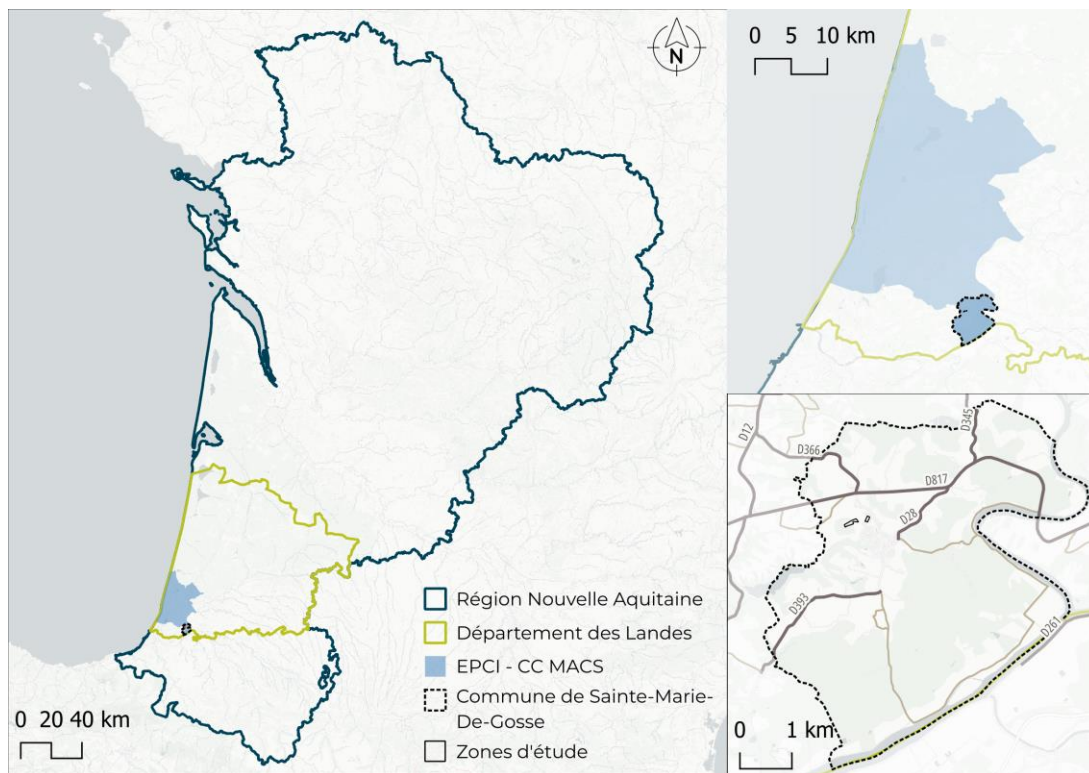 N
Région Nouvelle Aquitaine
Département des Landes
EPCI - CC MACS
Commune de Sainte-Marie-
De-Gosse
Zones d'étude
0 20 40 km
0 5 10 km
D345
D12
D366
D817
D28
D393
D261
0 1 km